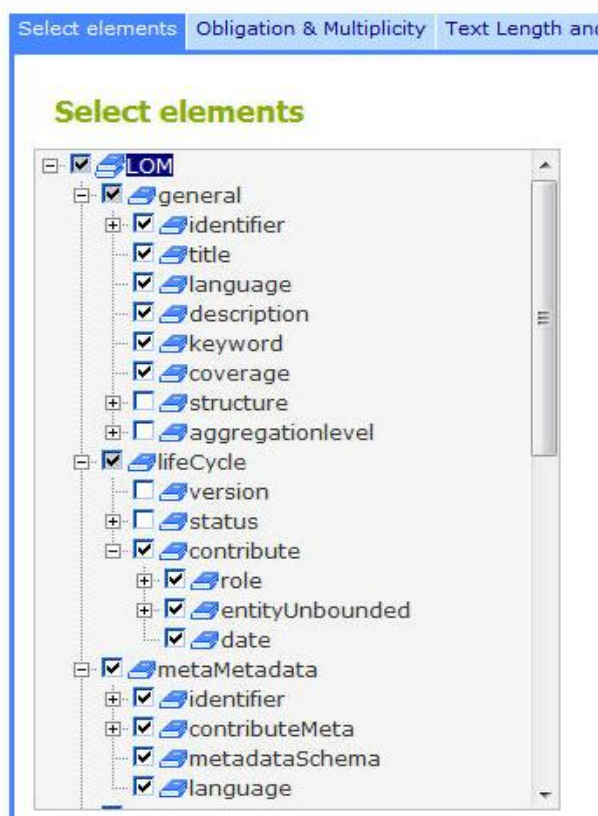 Select elements Obligation & Multiplicity Text Length and
Select elements
LOM
general
identifier
title
language
description
keyword
coverage
structure
aggregationlevel
lifeCycle
version
status
contribute
role
entityUnbounded
date
metaMetadata
identifier
contributeMeta
metadataSchema
language